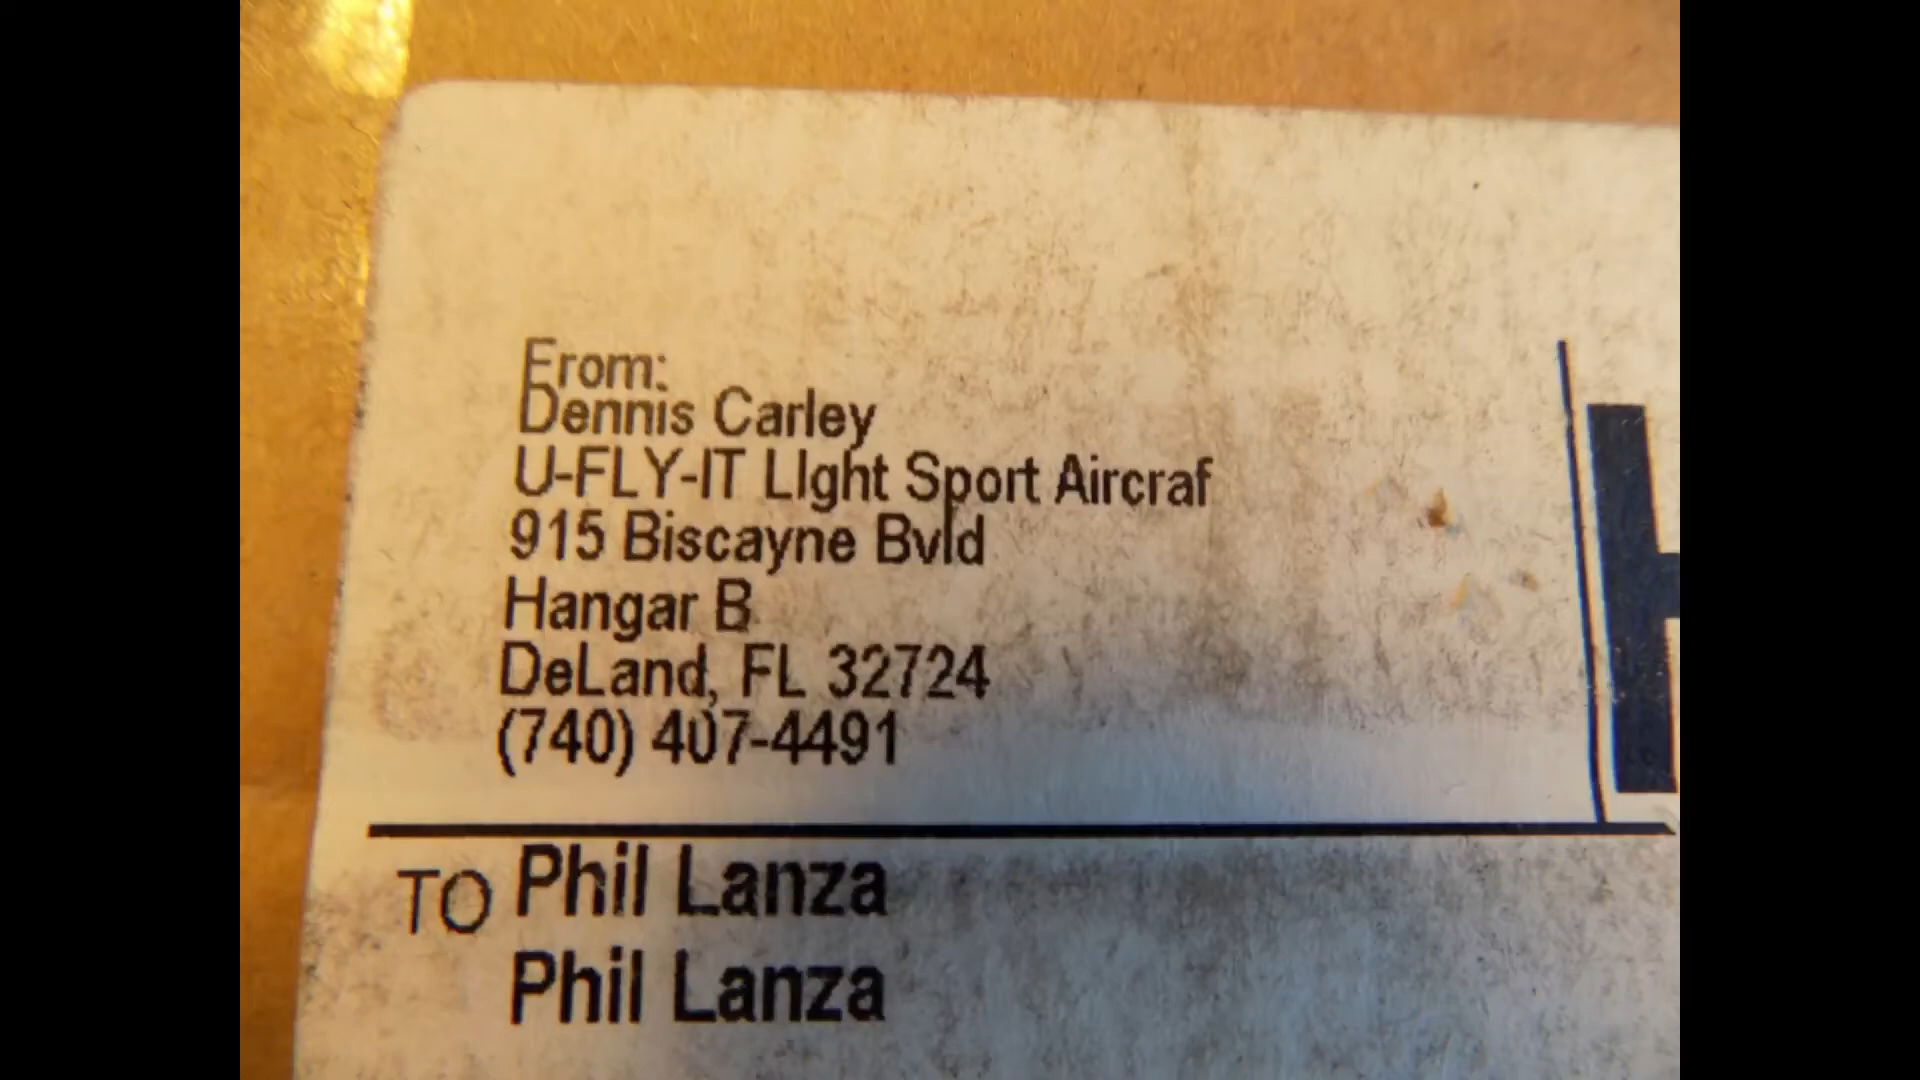 From:
Dennis Carley
U-FLY-IT LIght Sport Aircraf
915 Biscayne Bvld
Hangar B
DeLand, FL 32724
(740) 407-4491
TO Phil Lanza
Phil Lanza